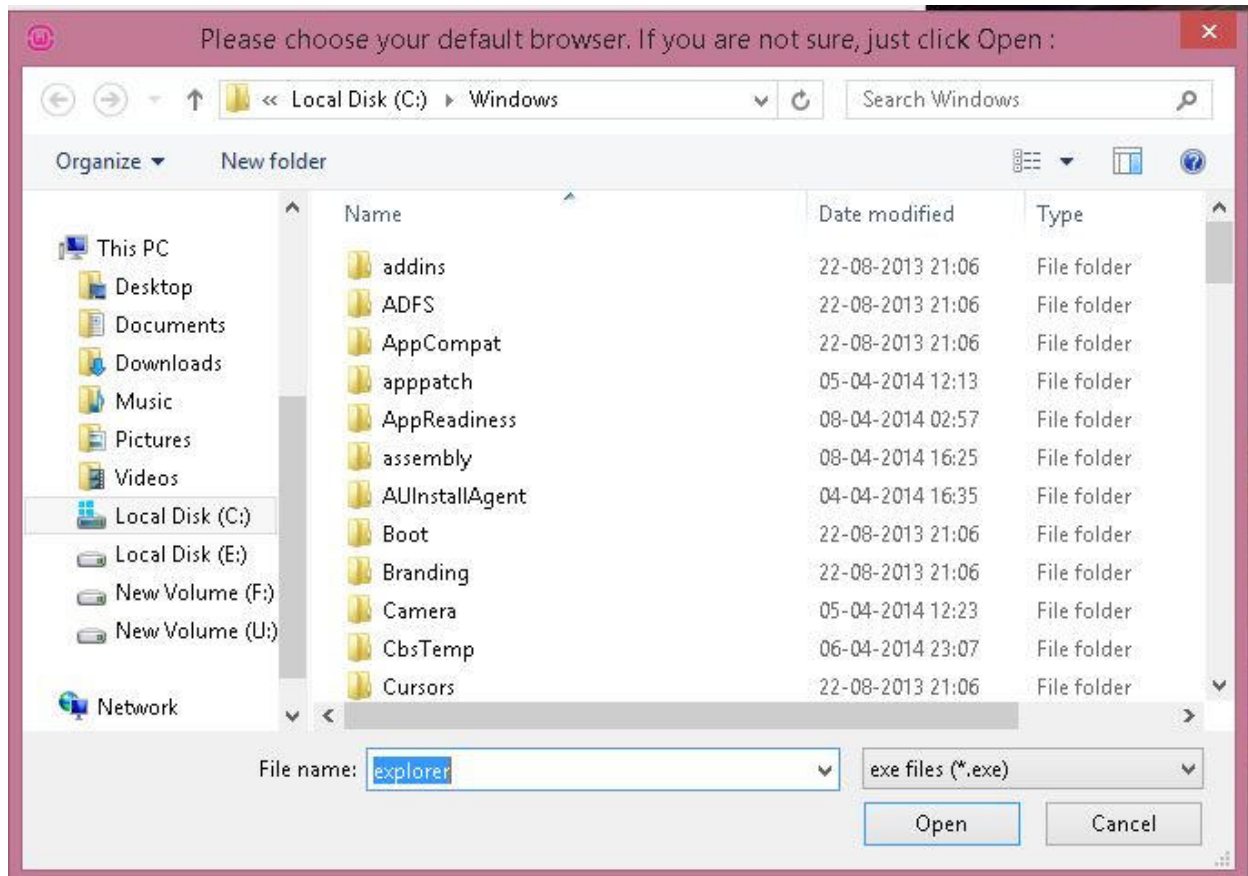 Please choose your default browser. If you are not sure, just click Open :
« Local Disk (C:) Windows
Search Windows
Organize
New folder
Name Date modified Type
This PC
Desktop
Documents
Downloads
Music
Pictures
Videos
Local Disk (C:)
Local Disk (E:)
New Volume (F:)
New Volume (U:)
Network
addins 22-08-2013 21:06 File folder
ADFS 22-08-2013 21:06 File folder
AppCompat 22-08-2013 21:06 File folder
apppatch 05-04-2014 12:13 File folder
AppReadiness 08-04-2014 02:57 File folder
assembly 08-04-2014 16:25 File folder
AUInstallAgent 04-04-2014 16:35 File folder
Boot 22-08-2013 21:06 File folder
Branding 22-08-2013 21:06 File folder
Camera 05-04-2014 12:23 File folder
CbsTemp 06-04-2014 23:07 File folder
Cursors 22-08-2013 21:06 File folder
File name: explorer
exe files (*.exe)
Open
Cancel